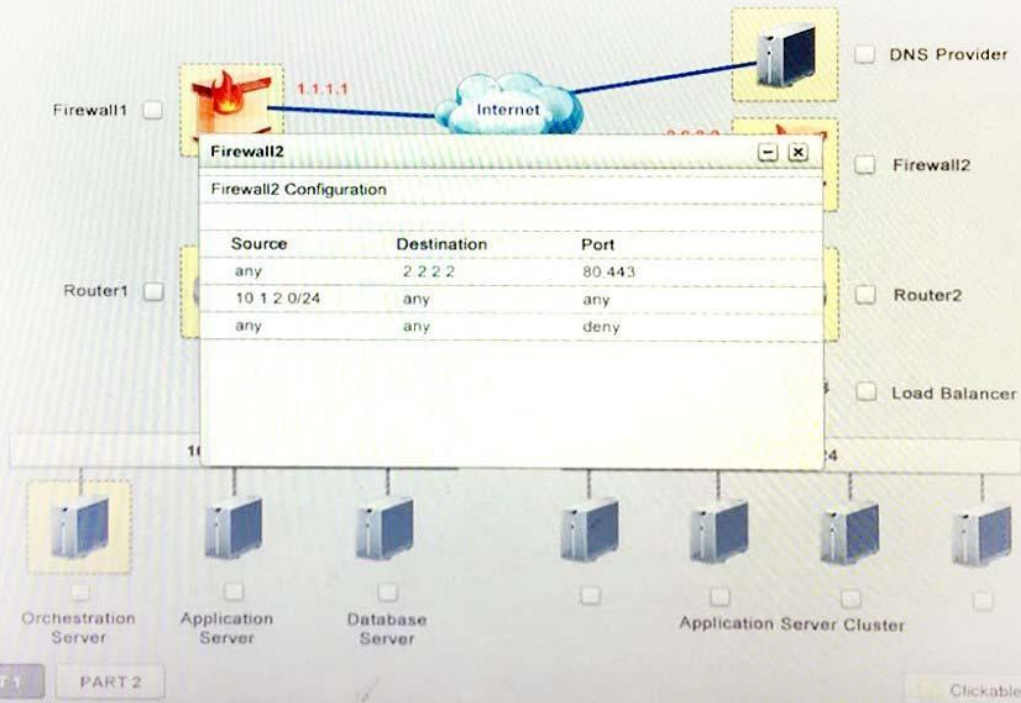 DNS Provider
Firewall1
1.1.1.1
Internet
Firewall2
Firewall2
Firewall2 Configuration
Source Destination Port
any 2 2 2 2 80 443
10 1 2 0/24 any any
any any deny
Router1
Router2
Load Balancer
Orchestration Server
Application Server
Database Server
Application Server Cluster
PART 2
Clickable